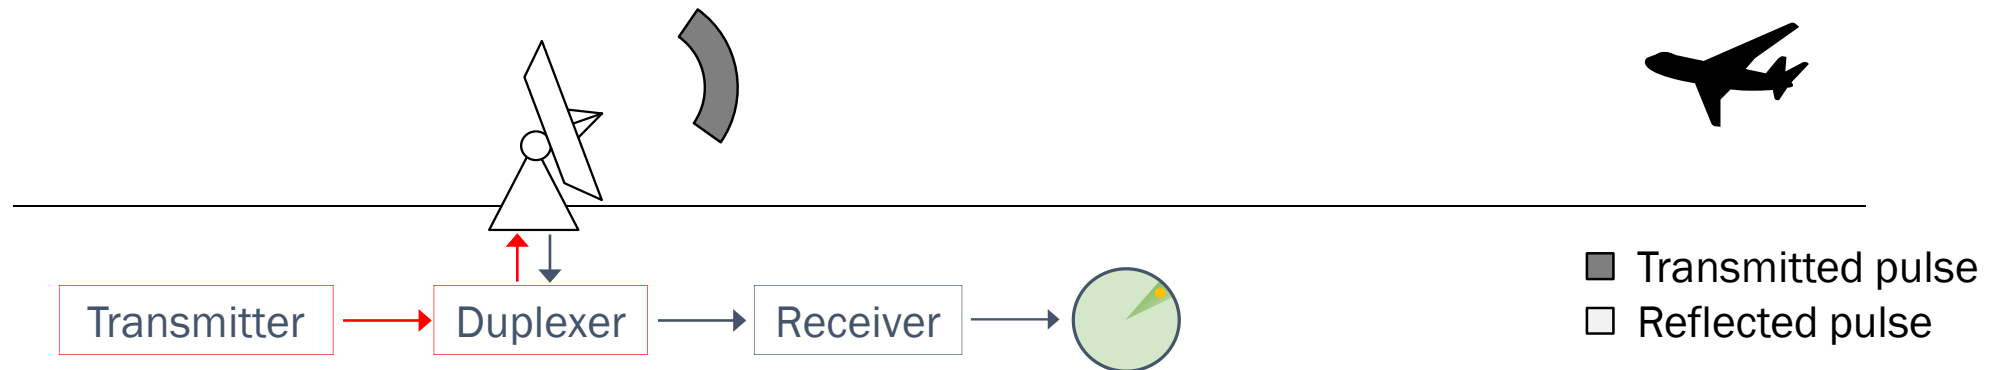 Transmitter
Duplexer
Receiver
Transmitted pulse
Reflected pulse